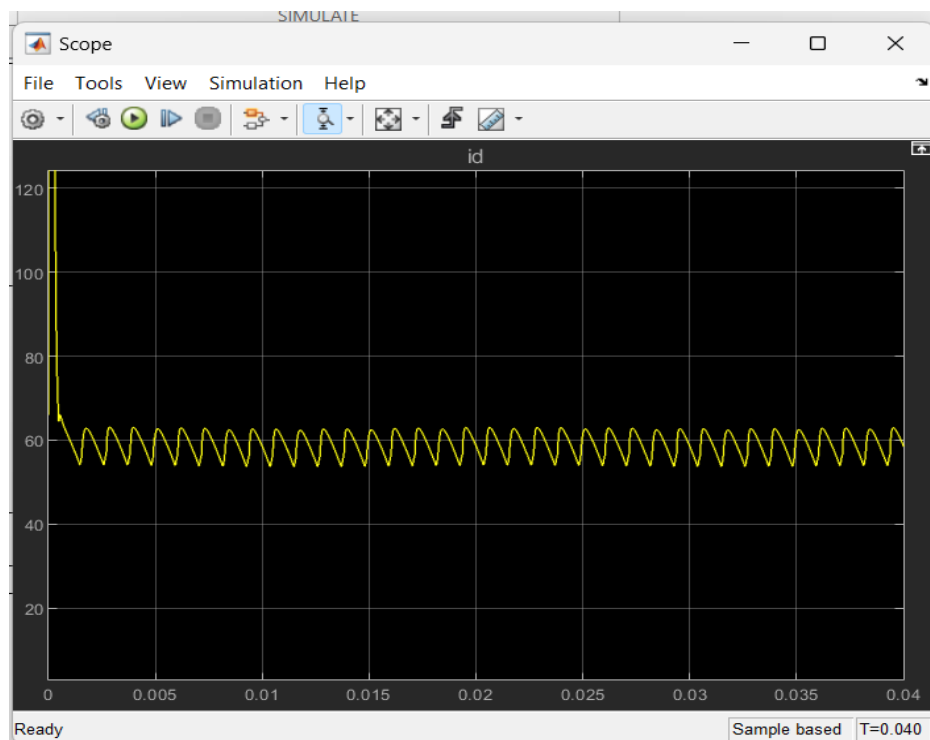 SIMULATE
Scope
File Tools View Simulation Help
id
120
100
80
60
40
20
0 0.005 0.01 0.015 0.02 0.025 0.03 0.035 0.04
Ready Sample based T=0.040